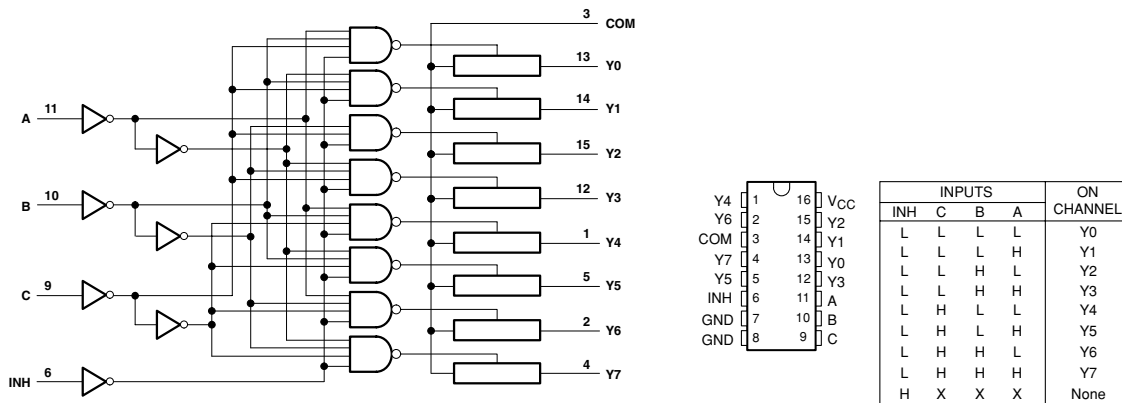 3 COM
13 Y0
14 Y1
15 Y2
12 Y3
1 Y4
5 Y5
2 Y6
4 Y7
A 11
B 10
C 9
INH 6
Y4 1 16 VCC
Y6 2 15 Y2
COM 3 14 Y1
Y7 4 13 Y0
Y5 5 12 Y3
INH 6 11 A
GND 7 10 B
GND 8 9 C
INPUTS ON CHANNEL
INH C B A
L L L L Y0
L L L H Y1
L L H L Y2
L L H H Y3
L H L L Y4
L H L H Y5
L H H L Y6
L H H H Y7
H X X X None